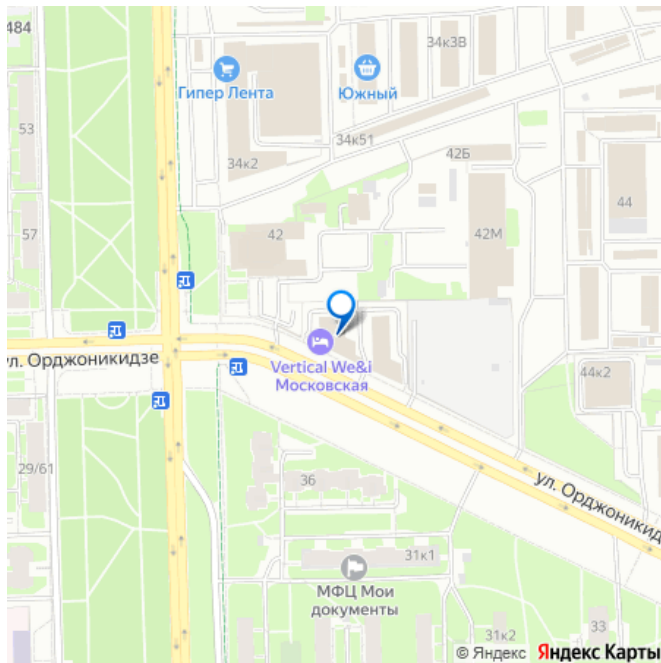 484
34к3В
Гипер Лента
Южный
53
34к51
34к2
42Б
57
42
42М
44
ул. Орджоникидзе
Vertical We&i
Московская
44к2
29/61
36
ул. Орджоникид
31к1
МФЦ Мои
документы
31к2
33
© Яндекс Яндекс Карты